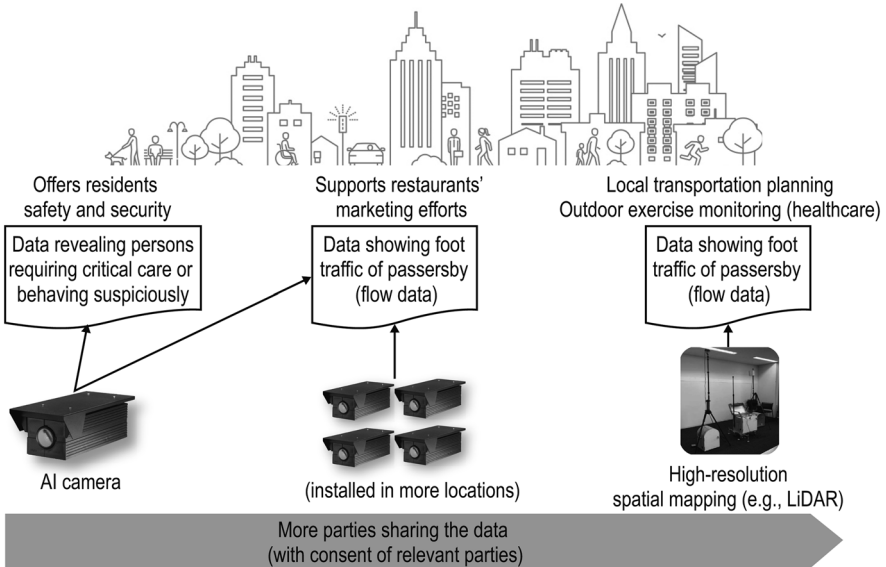 Offers residents
safety and security
Supports restaurants’
marketing efforts
Local transportation planning
Outdoor exercise monitoring (healthcare)
Data revealing persons
requiring critical care or
behaving suspiciously
Data showing foot
traffic of passersby
(flow data)
Data showing foot
traffic of passersby
(flow data)
AI camera
(installed in more locations)
High-resolution
spatial mapping (e.g., LiDAR)
More parties sharing the data
(with consent of relevant parties)